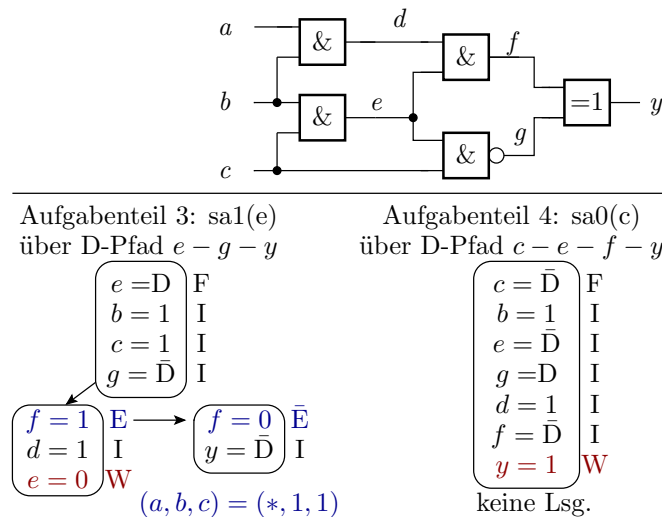 a & d & f
b & e & g =1 y
c
Aufgabenteil 3: sa1(e)
über D-Pfad e − g − y
e =D F
b = 1 I
c = 1 I
g = D̄ I
f = 1 E
d = 1 I
e = 0 W
f = 0 Ē
y = D̄ I
(a, b, c) = (∗, 1, 1)
Aufgabenteil 4: sa0(c)
über D-Pfad c − e − f − y
c = D̄ F
b = 1 I
e = D̄ I
g =D I
d = 1 I
f = D̄ I
y = 1 W
keine Lsg.